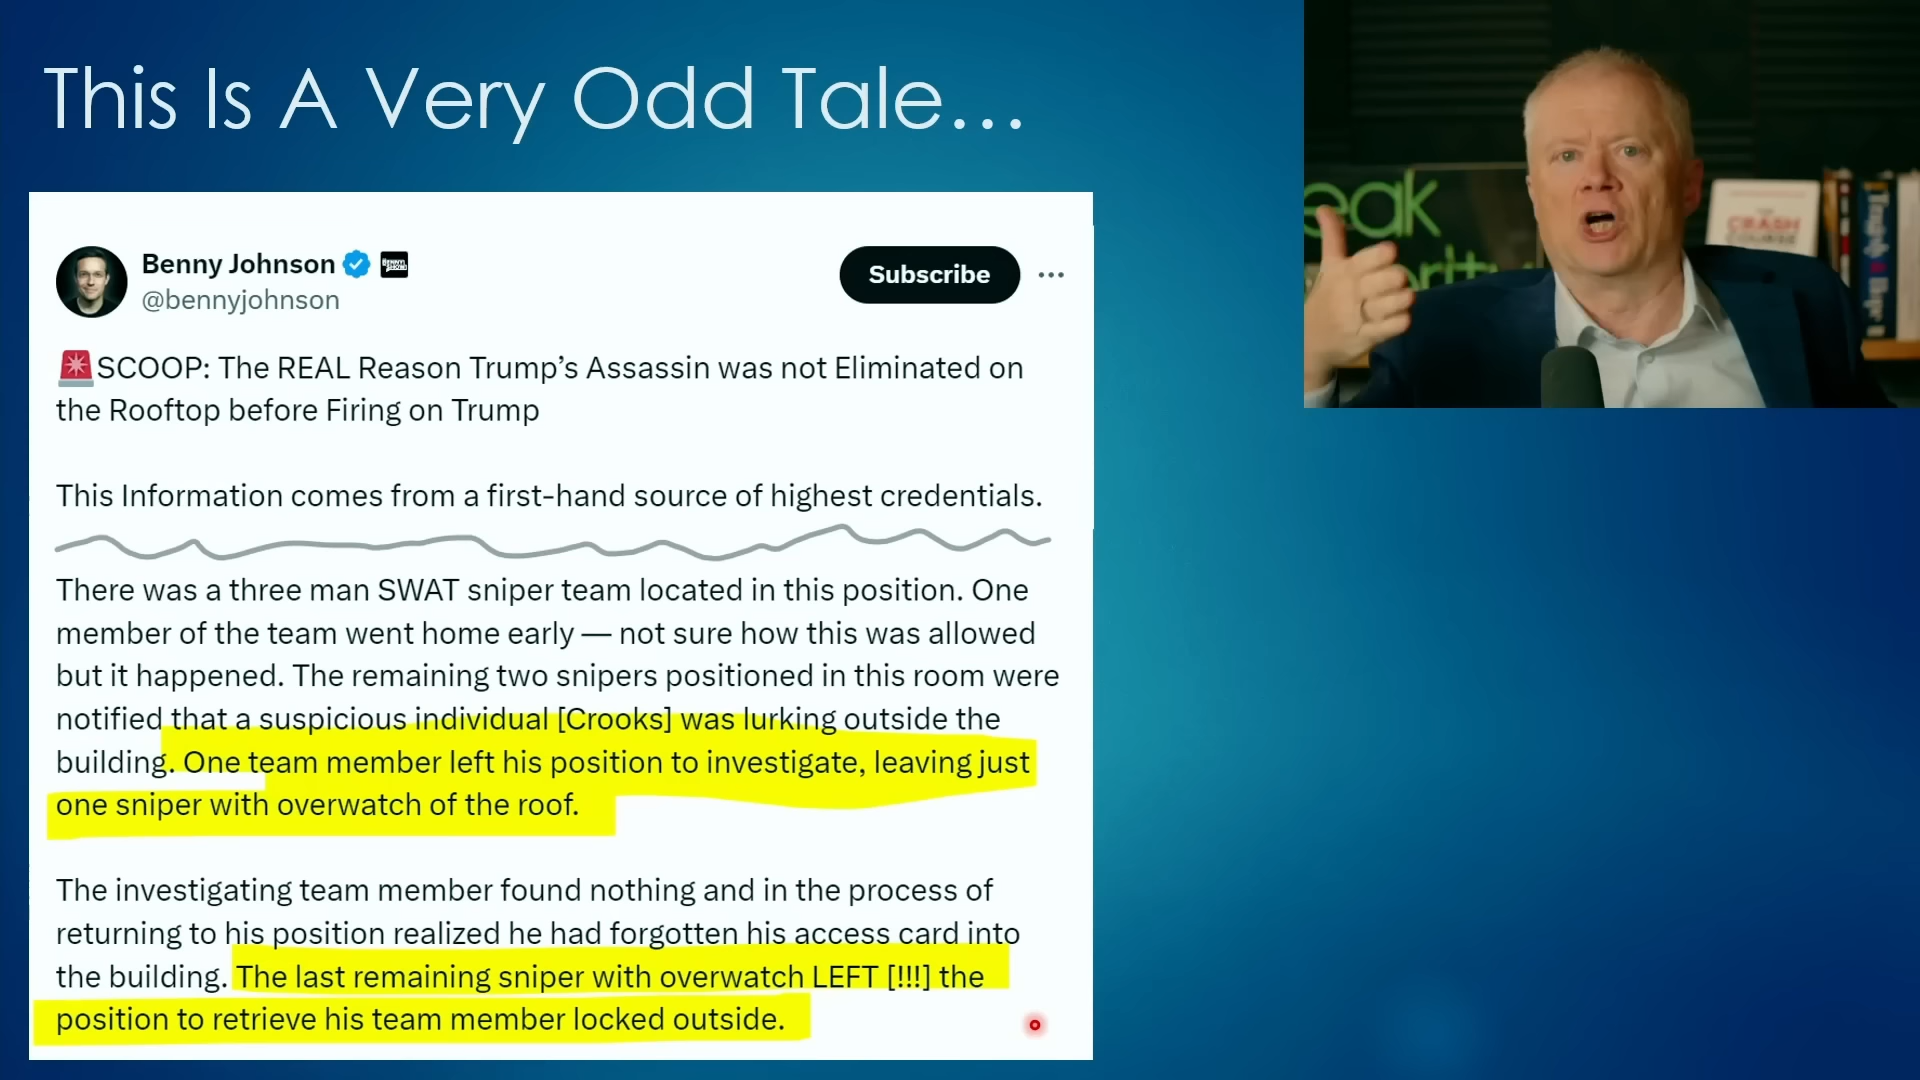 This Is A Very Odd Tale...
Benny Johnson
@bennyjohnson
Subscribe
SCOOP: The REAL Reason Trump’s Assassin was not Eliminated on
the Rooftop before Firing on Trump
This Information comes from a first-hand source of highest credentials.
There was a three man SWAT sniper team located in this position. One
member of the team went home early — not sure how this was allowed
but it happened. The remaining two snipers positioned in this room were
notified that a suspicious individual [Crooks] was lurking outside the
building. One team member left his position to investigate, leaving just
one sniper with overwatch of the roof.
The investigating team member found nothing and in the process of
returning to his position realized he had forgotten his access card into
the building. The last remaining sniper with overwatch LEFT [!!!] the
position to retrieve his team member locked outside.
eak
CRASH